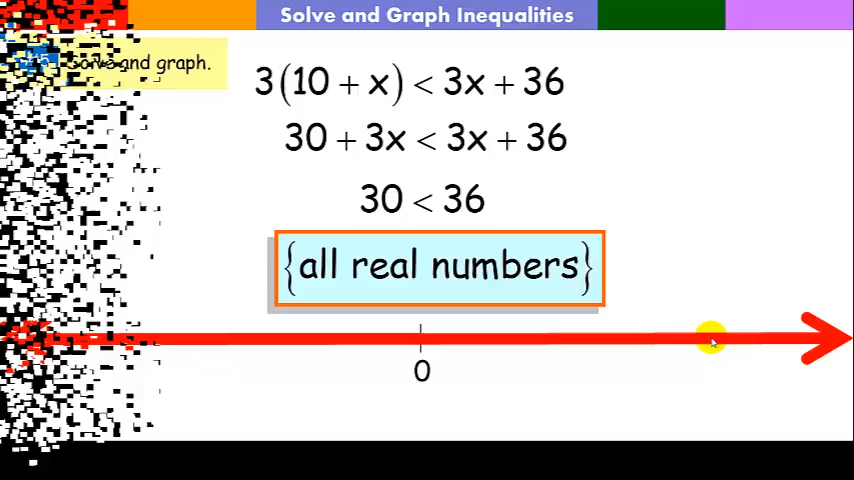 Solve and Graph Inequalities
Solve and graph.
3(10 + x) < 3x + 36
30 + 3x < 3x + 36
30 < 36
{all real numbers}
0